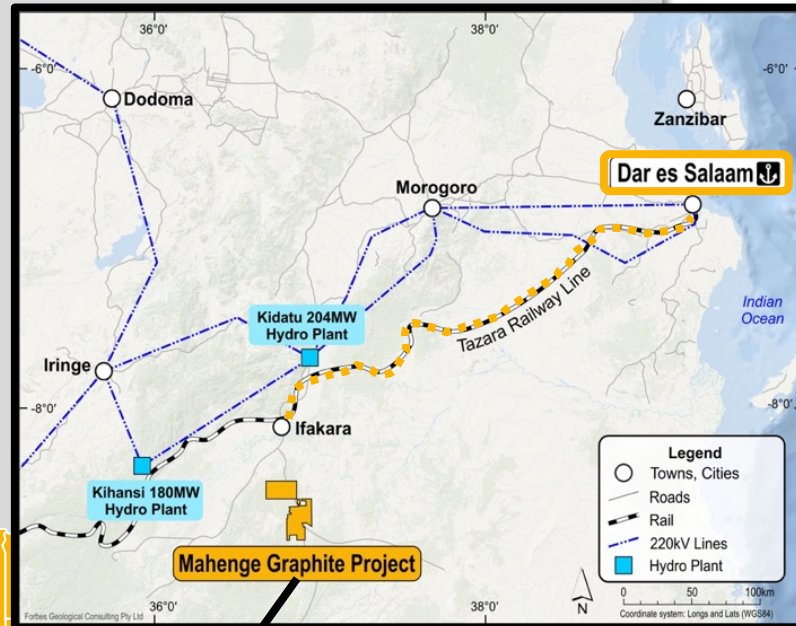 36°0'
38°0'
-6°0'
-6°0'
Dodoma
Zanzibar
Dar es Salaam
Morogoro
Tazara Railway Line
Indian
Ocean
Kidatu 204MW
Hydro Plant
Iringe
-8°0'
-8°0'
Ifakara
Kihansi 180MW
Hydro Plant
Mahenge Graphite Project
Legend
Towns, Cities
Roads
Rail
220kV Lines
Hydro Plant
N
0 50 100km
Coordinate system: Longs and Lats (WGS84)
36°0'
38°0'
Forbes Geological Consulting Pty Ltd